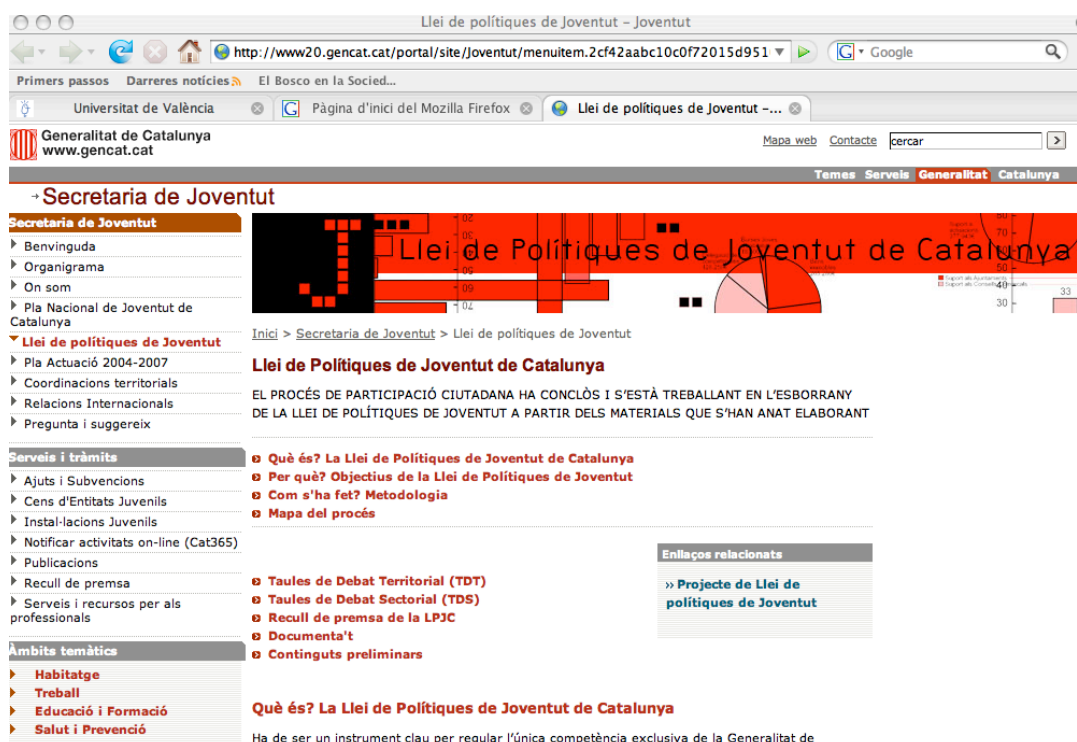 Llei de polítiques de Joventut – Joventut
http://www20.gencat.cat/portal/site/Joventut/menuitem.2cf42aabc10c0f72015d951
G Google
Primers passos Darreres notícies El Bosco en la Socied...
Universitat de València
G Pàgina d'inici del Mozilla Firefox
Llei de polítiques de Joventut –...
Generalitat de Catalunya
www.gencat.cat
Mapa web Contacte cercar
Temes Serveis Generalitat Catalunya
Secretaria de Joventut
Secretaria de Joventut
Benvinguda
Organigrama
On som
Pla Nacional de Joventut de
Catalunya
Llei de polítiques de Joventut
Pla Actuació 2004-2007
Coordinacions territorials
Relacions Internacionals
Pregunta i suggereix
Serveis i tràmits
Ajuts i Subvencions
Cens d'Entitats Juvenils
Instal·lacions Juvenils
Notificar activitats on-line (Cat365)
Publicacions
Recull de premsa
Serveis i recursos per als
professionals
Àmbits temàtics
Habitatge
Treball
Educació i Formació
Salut i Prevenció
Llei de Polítiques de Joventut de Catalunya
70
50
40
30
33
Inici > Secretaria de Joventut > Llei de polítiques de Joventut
Llei de Polítiques de Joventut de Catalunya
EL PROCÉS DE PARTICIPACIÓ CIUTADANA HA CONCLÒS I S'ESTÀ TREBALLANT EN L'ESBORRANY
DE LA LLEI DE POLÍTIQUES DE JOVENTUT A PARTIR DELS MATERIALS QUE S'HAN ANAT ELABORANT
Què és? La Llei de Polítiques de Joventut de Catalunya
Per què? Objectius de la Llei de Polítiques de Joventut
Com s'ha fet? Metodologia
Mapa del procés
Taules de Debat Territorial (TDT)
Taules de Debat Sectorial (TDS)
Recull de premsa de la LPJC
Documenta't
Continguts preliminars
Enllaços relacionats
›› Projecte de Llei de
polítiques de Joventut
Què és? La Llei de Polítiques de Joventut de Catalunya
Ha de ser un instrument clau per regular l'única competència exclusiva de la Generalitat de